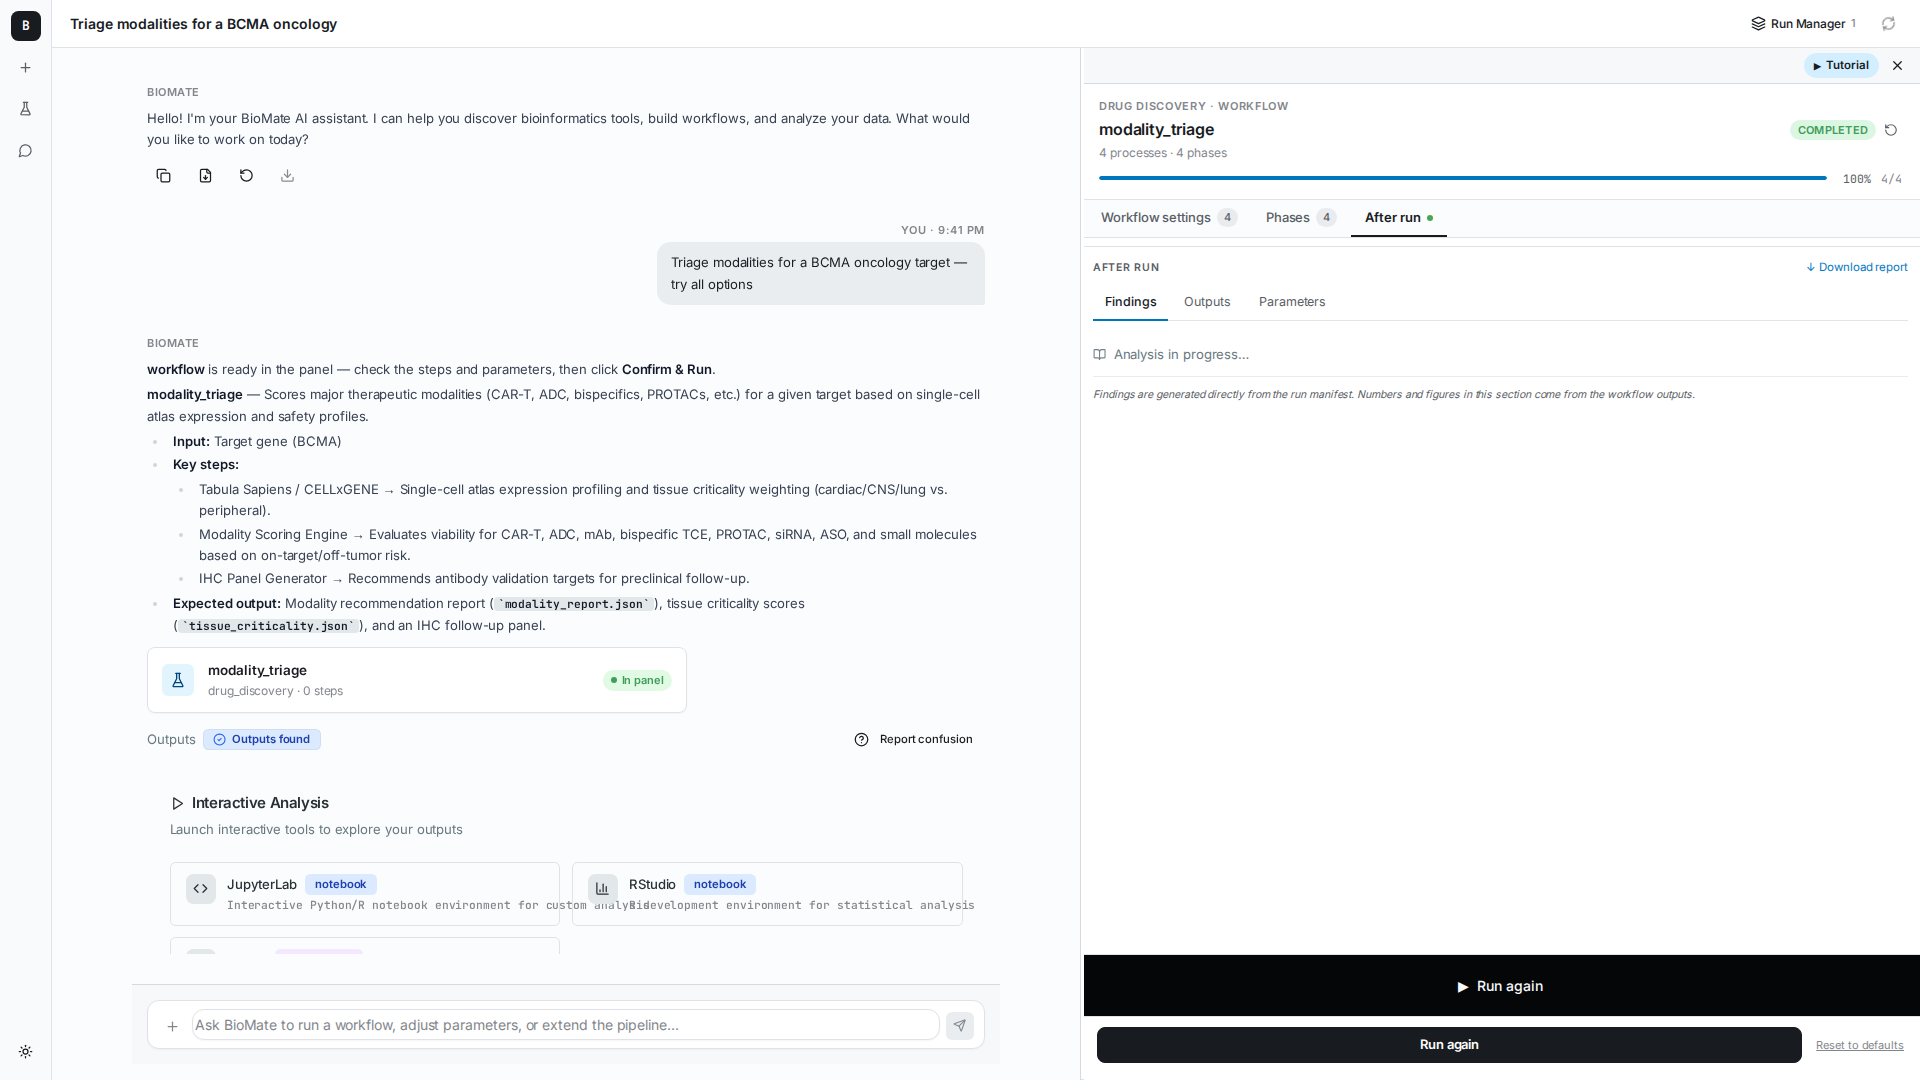 B
Triage modalities for a BCMA oncology
Run Manager 1
BIOMATE
Hello! I'm your BioMate AI assistant. I can help you discover bioinformatics tools, build workflows, and analyze your data. What would
you like to work on today?
YOU · 9:41 PM
Triage modalities for a BCMA oncology target —
try all options
BIOMATE
workflow is ready in the panel — check the steps and parameters, then click Confirm & Run.
modality_triage — Scores major therapeutic modalities (CAR-T, ADC, bispecifics, PROTACs, etc.) for a given target based on single-cell
atlas expression and safety profiles.
Input: Target gene (BCMA)
Key steps:
Tabula Sapiens / CELLxGENE → Single-cell atlas expression profiling and tissue criticality weighting (cardiac/CNS/lung vs.
peripheral).
Modality Scoring Engine → Evaluates viability for CAR-T, ADC, mAb, bispecific TCE, PROTAC, siRNA, ASO, and small molecules
based on on-target/off-tumor risk.
IHC Panel Generator → Recommends antibody validation targets for preclinical follow-up.
Expected output: Modality recommendation report (`modality_report.json`), tissue criticality scores
(`tissue_criticality.json`), and an IHC follow-up panel.
modality_triage
drug_discovery · 0 steps
In panel
Outputs Outputs found
Report confusion
Interactive Analysis
Launch interactive tools to explore your outputs
JupyterLab notebook
Interactive Python/R notebook environment for custom analysis
RStudio notebook
R development environment for statistical analysis
Ask BioMate to run a workflow, adjust parameters, or extend the pipeline...
▶ Tutorial
DRUG DISCOVERY · WORKFLOW
modality_triage
COMPLETED
4 processes · 4 phases
100% 4/4
Workflow settings 4
Phases 4
After run
AFTER RUN
↓ Download report
Findings Outputs Parameters
Analysis in progress...
Findings are generated directly from the run manifest. Numbers and figures in this section come from the workflow outputs.
▶ Run again
Run again
Reset to defaults